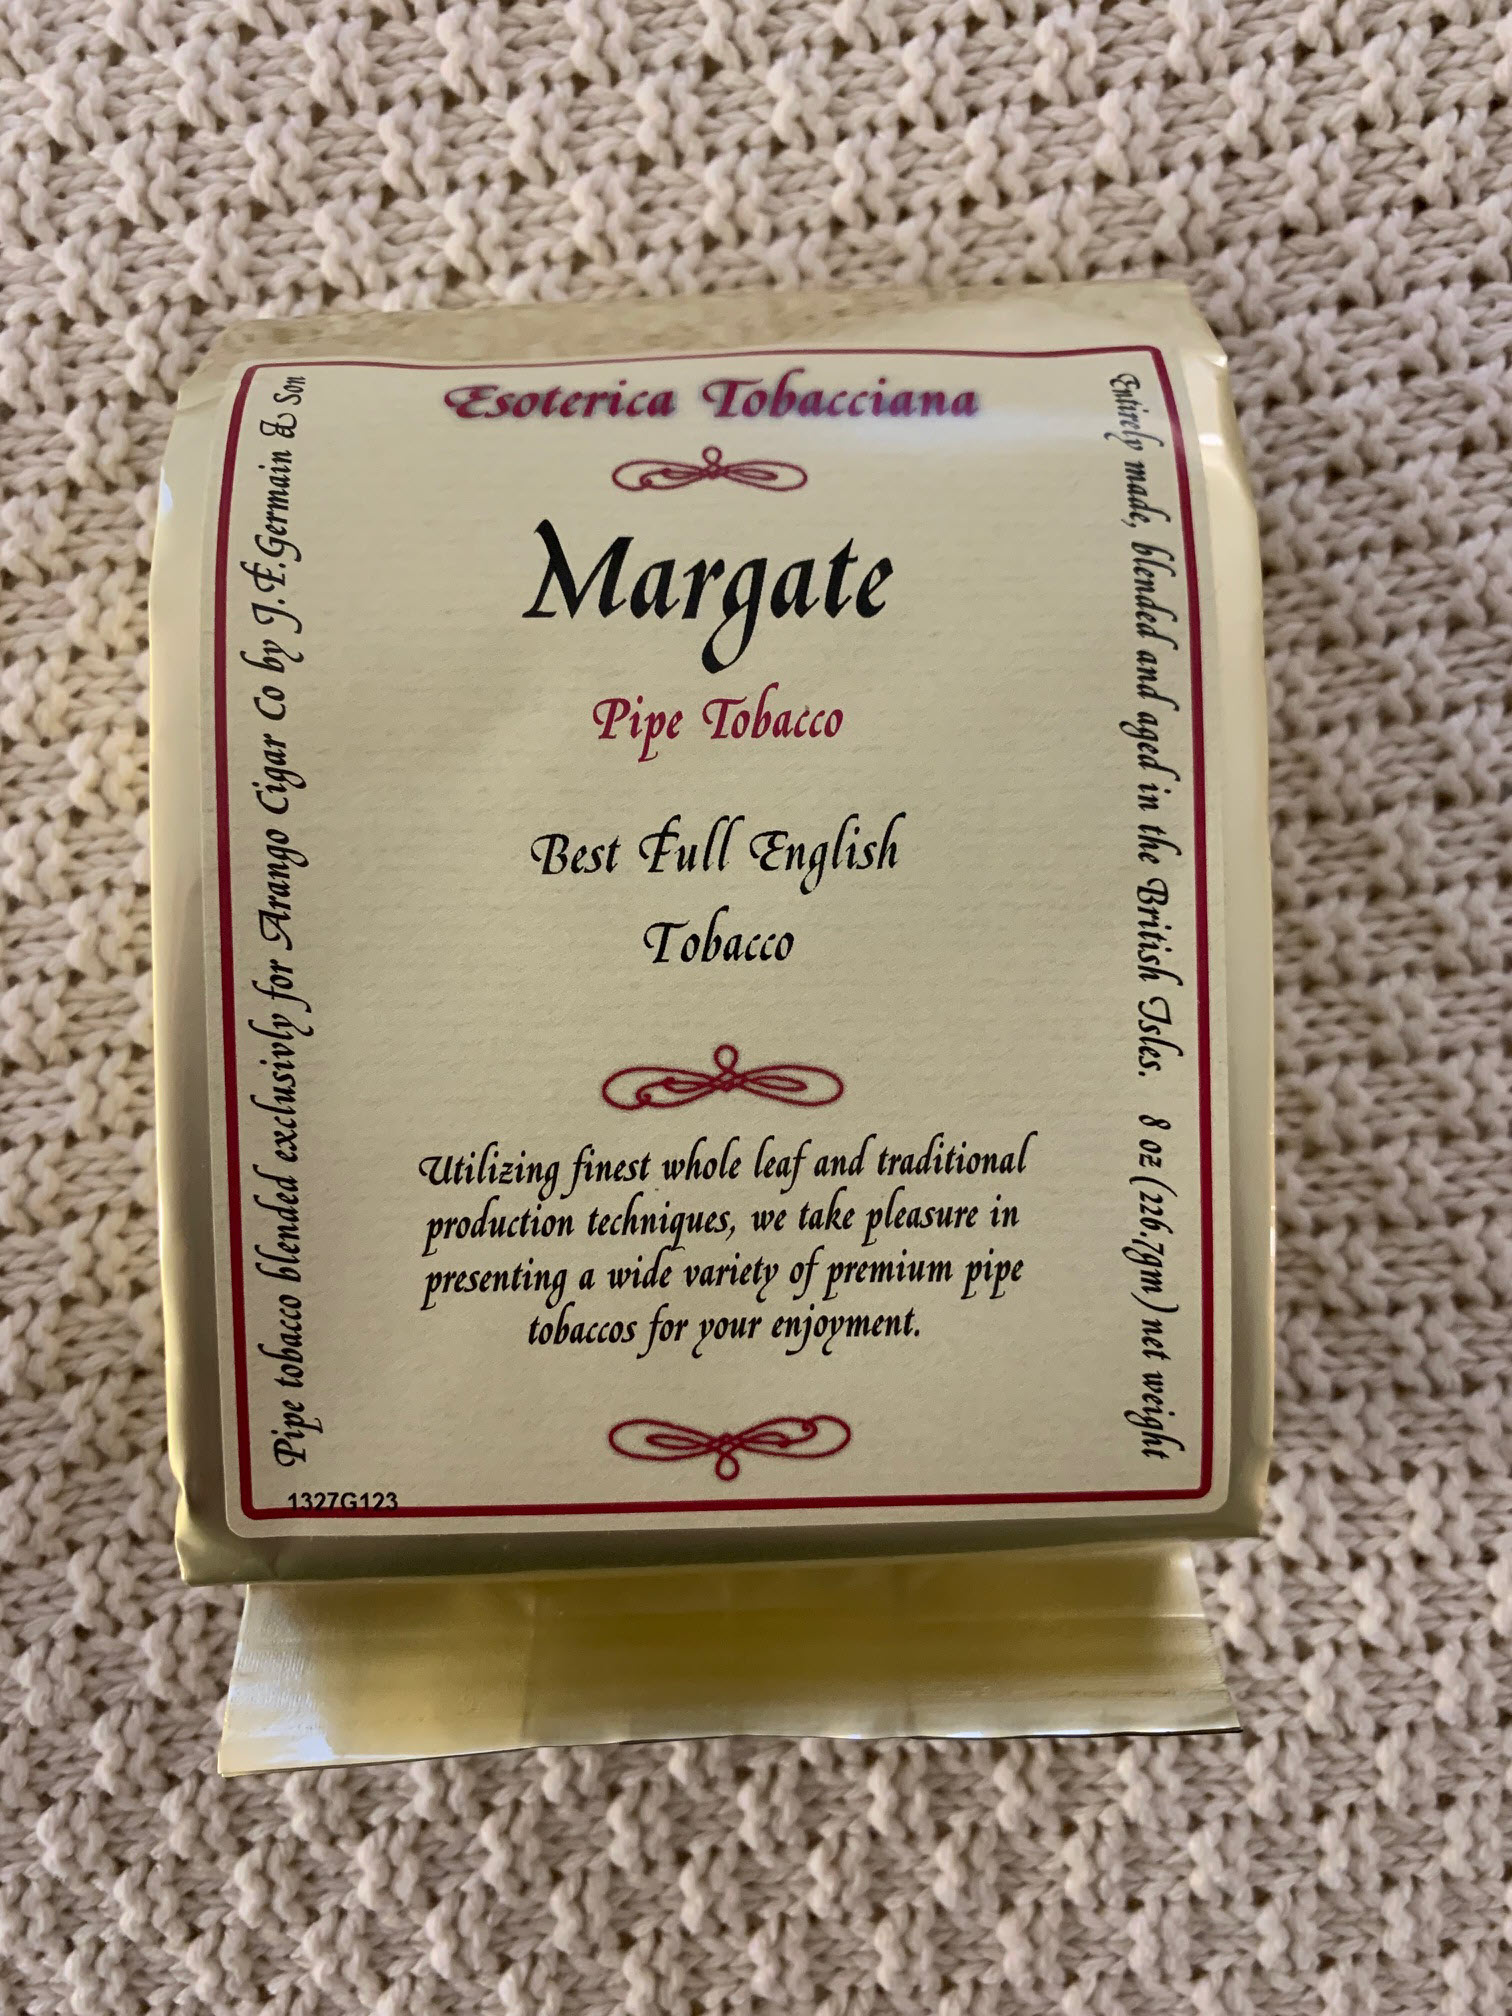 Esoterica Tobacciana
Margate
Pipe Tobacco
Best Full English
Tobacco
Utilizing finest whole leaf and traditional
production techniques, we take pleasure in
presenting a wide variety of premium pipe
tobaccos for your enjoyment.
Pipe tobacco blended exclusivly for Arango Cigar Co by J.F.Germain & Son
Entirely made, blended and aged in the British Isles. 8 oz (226.7gm) net weight
1327G123